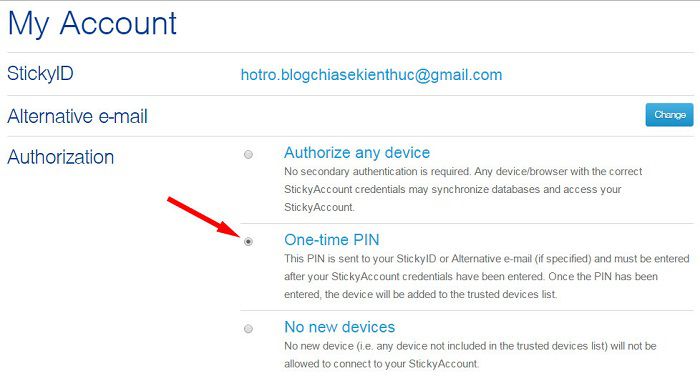 My Account
StickyID
hotro.blogchiasekienthuc@gmail.com
Alternative e-mail
Change
Authorization
Authorize any device
No secondary authentication is required. Any device/browser with the correct
StickyAccount credentials may synchronize databases and access your
StickyAccount.
One-time PIN
This PIN is sent to your StickyID or Alternative e-mail (if specified) and must be entered
after your StickyAccount credentials have been entered. Once the PIN has been
entered, the device will be added to the trusted devices list.
No new devices
No new device (i.e. any device not included in the trusted devices list) will not be
allowed to connect to your StickyAccount.